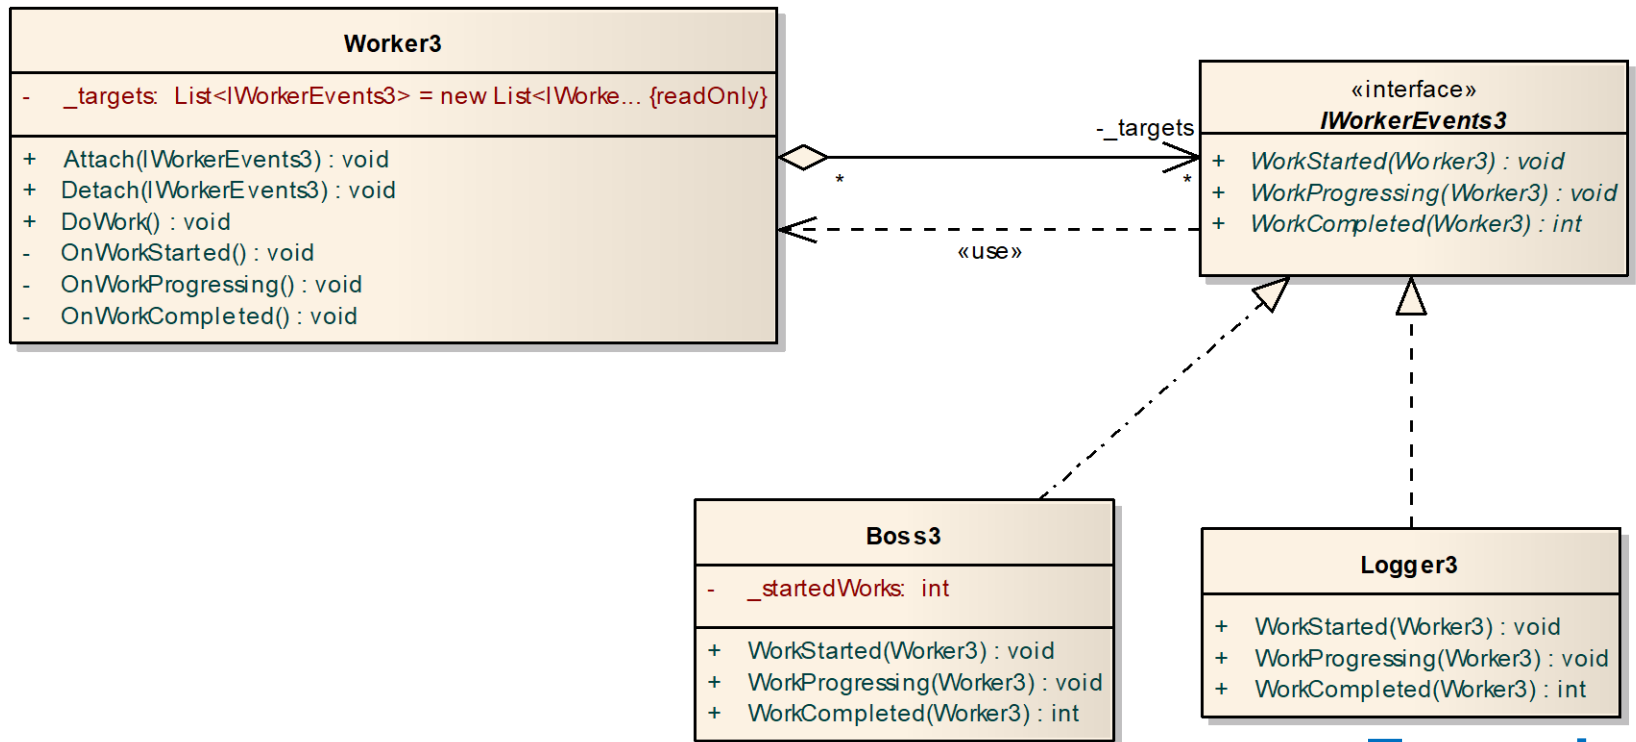 Worker3
- _targets: List<IWorkerEvents3> = new List<IWorke... {readOnly}
+ Attach(IWorkerEvents3) : void
+ Detach(IWorkerEvents3) : void
+ DoWork() : void
- OnWorkStarted() : void
- OnWorkProgressing() : void
- OnWorkCompleted() : void
-_targets
*
*
«use»
«interface»
IWorkerEvents3
+ WorkStarted(Worker3) : void
+ WorkProgressing(Worker3) : void
+ WorkCompleted(Worker3) : int
Boss3
- _startedWorks: int
+ WorkStarted(Worker3) : void
+ WorkProgressing(Worker3) : void
+ WorkCompleted(Worker3) : int
Logger3
+ WorkStarted(Worker3) : void
+ WorkProgressing(Worker3) : void
+ WorkCompleted(Worker3) : int